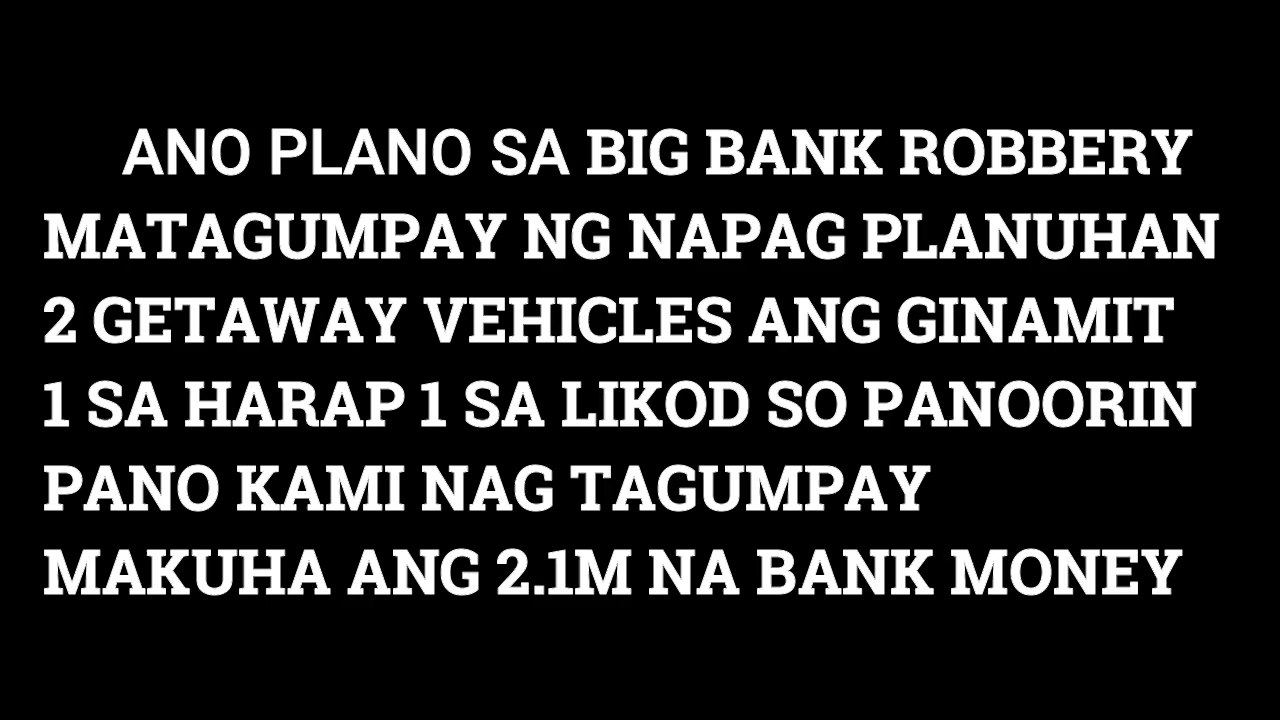 ANO PLANO SA BIG BANK ROBBERY
MATAGUMPAY NG NAPAG PLANUHAN
2 GETAWAY VEHICLES ANG GINAMIT
1 SA HARAP 1 SA LIKOD SO PANOORIN
PANO KAMI NAG TAGUMPAY
MAKUHA ANG 2.1M NA BANK MONEY